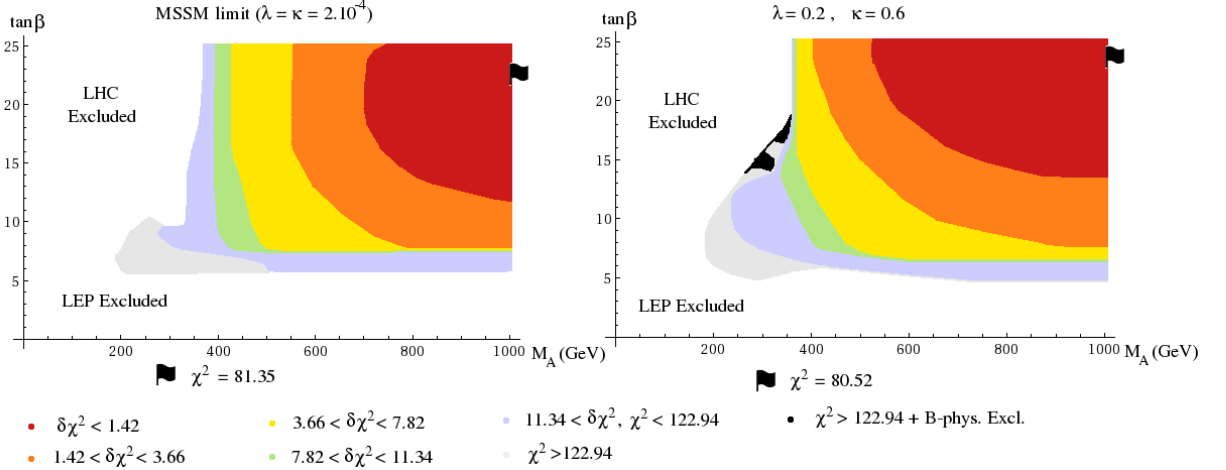 tan β
MSSM limit (λ = κ = 2.10⁻⁴)
25
20
15
10
5
LHC
Excluded
LEP Excluded
200
400
600
800
1000
M_A (GeV)
χ² = 81.35
tan β
λ = 0.2 , κ = 0.6
25
20
15
10
5
LHC
Excluded
LEP Excluded
200
400
600
800
1000
M_A (GeV)
χ² = 80.52
δχ² < 1.42
3.66 < δχ² < 7.82
11.34 < δχ², χ² < 122.94
χ² > 122.94 + B-phys. Excl.
1.42 < δχ² < 3.66
7.82 < δχ² < 11.34
χ² >122.94